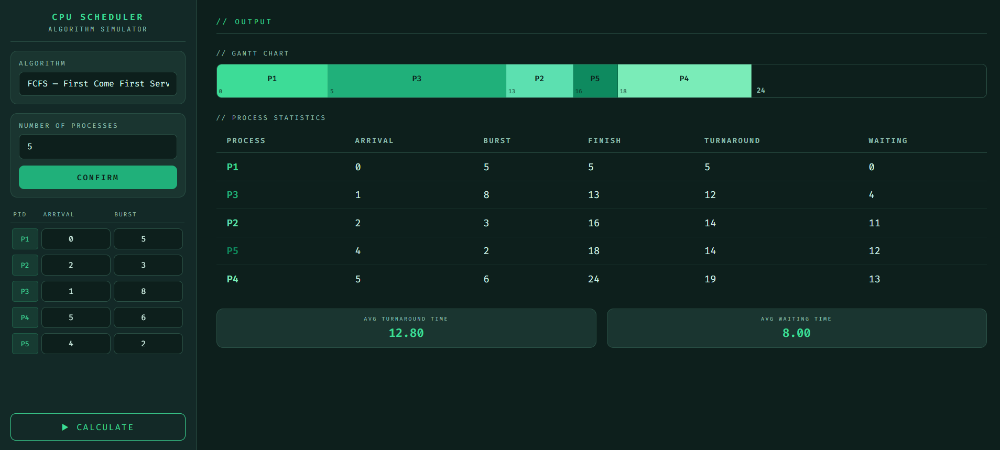 CPU SCHEDULER
ALGORITHM SIMULATOR
ALGORITHM
FCFS — First Come First Serv
NUMBER OF PROCESSES
5
CONFIRM
PID ARRIVAL BURST
P1 0 5
P2 2 3
P3 1 8
P4 5 6
P5 4 2
▶ CALCULATE
// OUTPUT
// GANTT CHART
P1 P3 P2 P5 P4
0 5 13 16 18 24
// PROCESS STATISTICS
PROCESS ARRIVAL BURST FINISH TURNAROUND WAITING
P1 0 5 5 5 0
P3 1 8 13 12 4
P2 2 3 16 14 11
P5 4 2 18 14 12
P4 5 6 24 19 13
AVG TURNAROUND TIME
12.80
AVG WAITING TIME
8.00